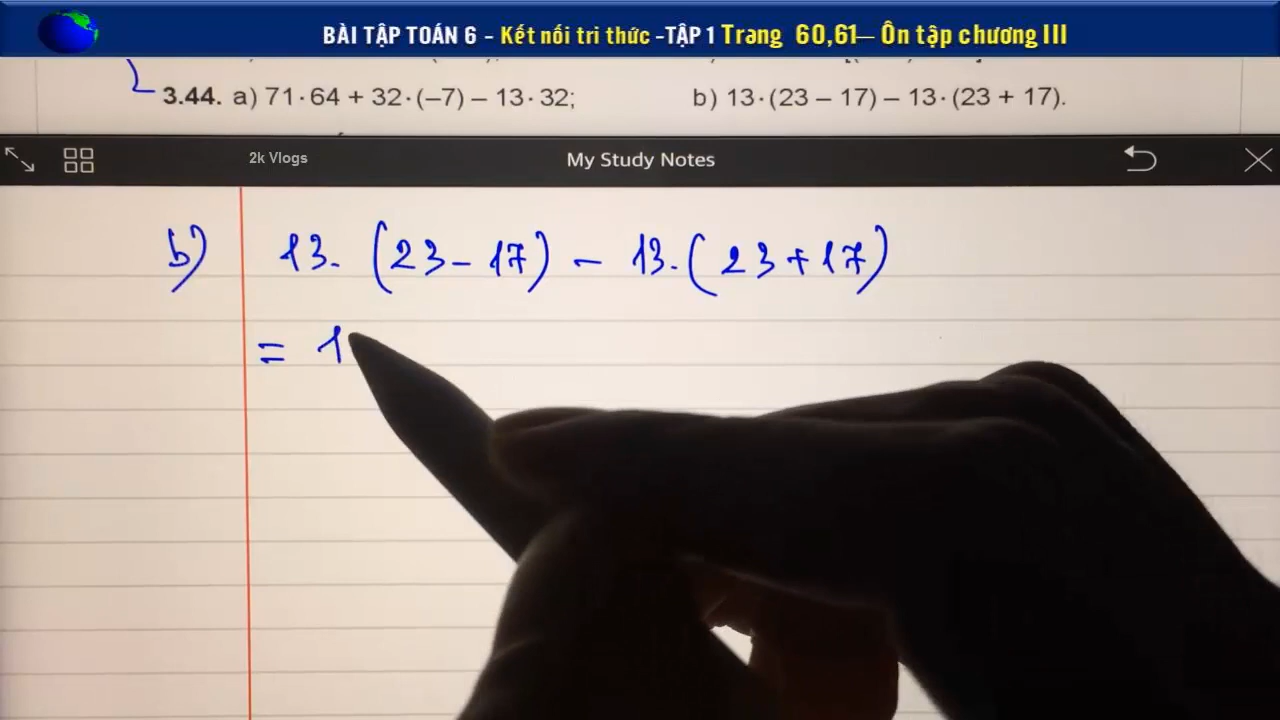 BÀI TẬP TOÁN 6 - Kết nối tri thức -TẬP 1 Trang 60,61– Ôn tập chương III
3.44. a) 71·64 + 32·(–7) – 13·32; b) 13·(23 – 17) – 13·(23 + 17).
2k Vlogs My Study Notes
b) 13. (23 – 17) – 13. (23 + 17)
= 1